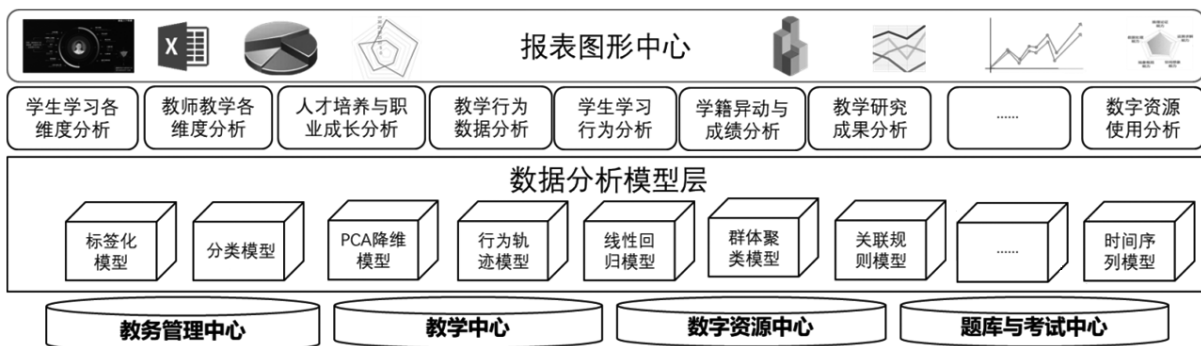 报表图形中心
学生学习各
维度分析
教师教学各
维度分析
人才培养与职
业成长分析
教学行为
数据分析
学生学习
行为分析
学籍异动与
成绩分析
教学研究
成果分析
......
数字资源
使用分析
数据分析模型层
标签化
模型
分类模型
PCA降维
模型
行为轨
迹模型
线性回
归模型
群体聚
类模型
关联规
则模型
......
时间序
列模型
教务管理中心
教学中心
数字资源中心
题库与考试中心